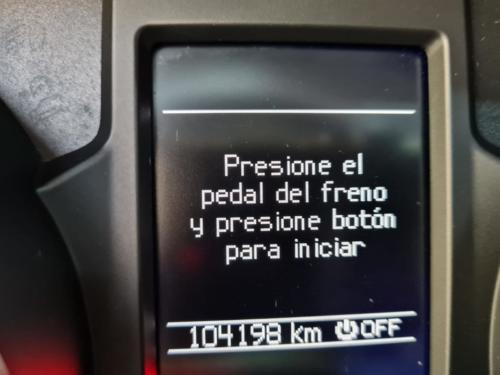 Presione el
pedal del freno
y presione botón
para iniciar
104198 km ⏻OFF